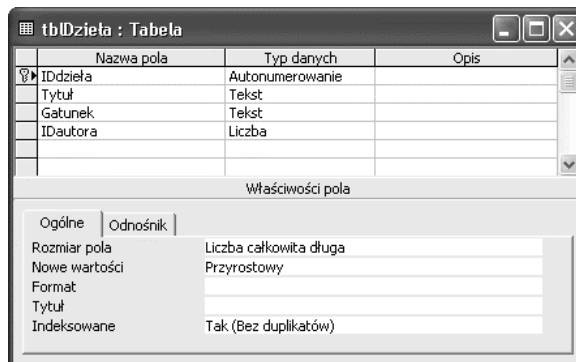 tblDzieła : Tabela
Nazwa pola Typ danych Opis
IDdzieła Autonumerowanie
Tytuł Tekst
Gatunek Tekst
IDautora Liczba
Właściwości pola
Ogólne Odnośnik
Rozmiar pola Liczba całkowita długa
Nowe wartości Przyrostowy
Format
Tytuł
Indeksowane Tak (Bez duplikatów)